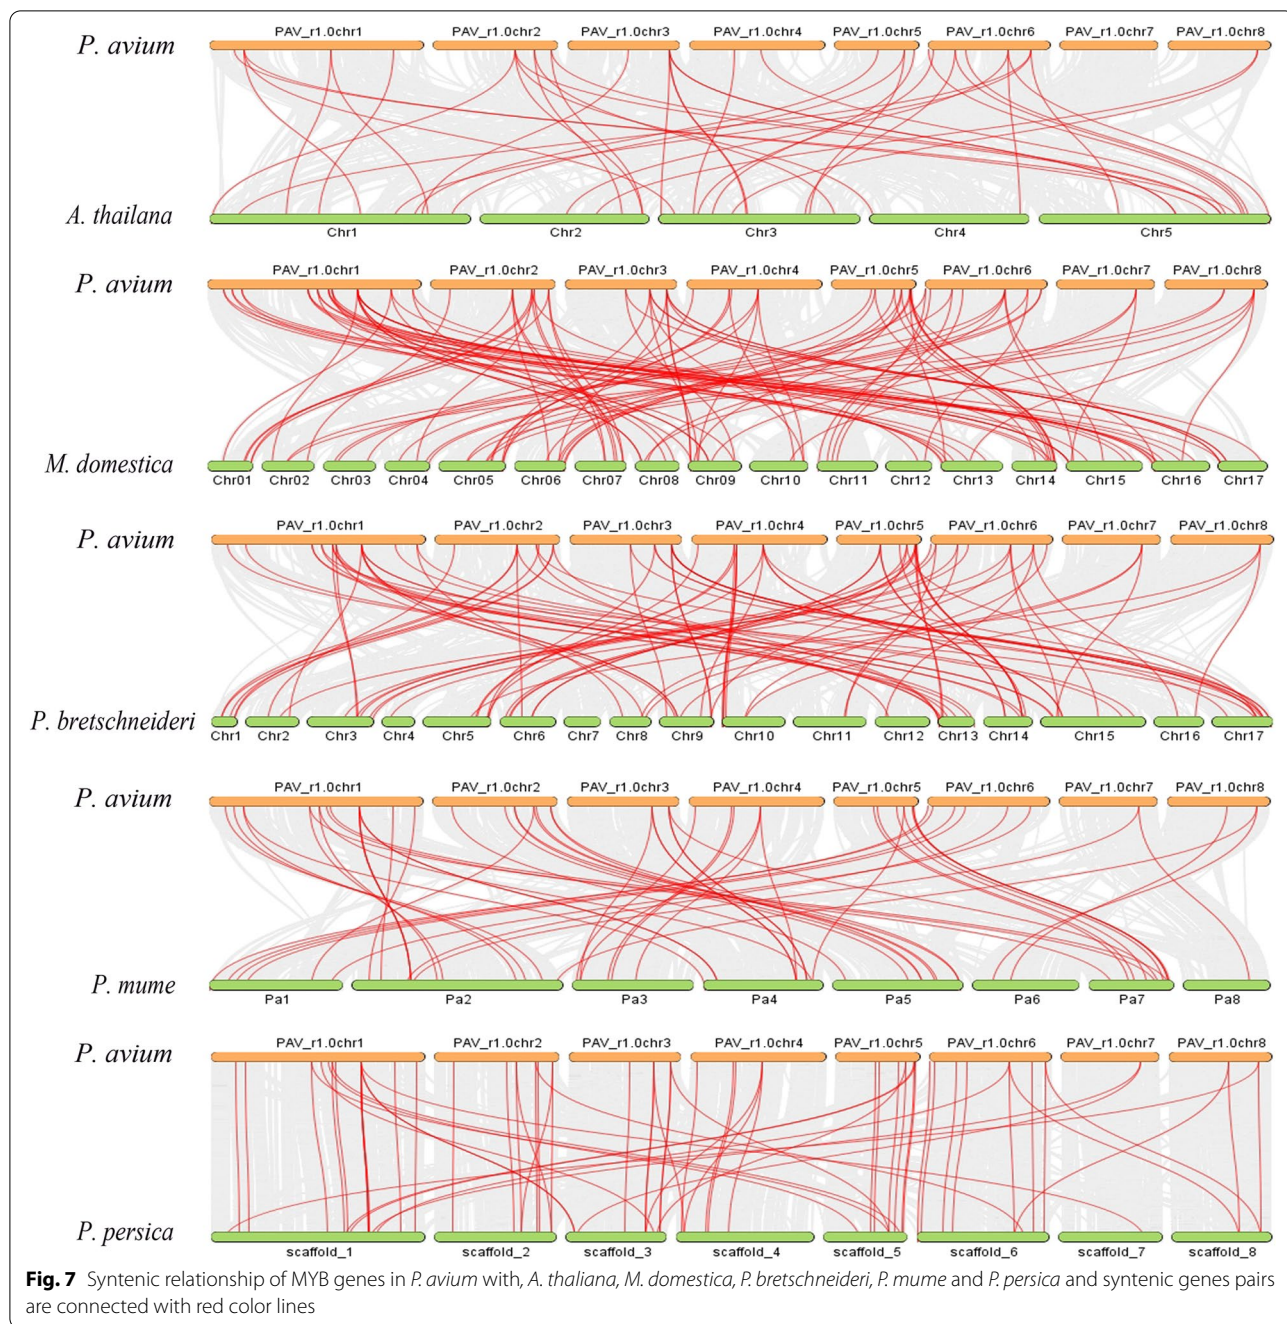 PAV_r1.0chr1 PAV_r1.0chr2 PAV_r1.0chr3 PAV_r1.0chr4 PAV_r1.0chr5 PAV_r1.0chr6 PAV_r1.0chr7 PAV_r1.0chr8
P. avium
A. thailana
Chr1 Chr2 Chr3 Chr4 Chr5
PAV_r1.0chr1 PAV_r1.0chr2 PAV_r1.0chr3 PAV_r1.0chr4 PAV_r1.0chr5 PAV_r1.0chr6 PAV_r1.0chr7 PAV_r1.0chr8
P. avium
M. domestica
Chr01 Chr02 Chr03 Chr04 Chr05 Chr06 Chr07 Chr08 Chr09 Chr10 Chr11 Chr12 Chr13 Chr14 Chr15 Chr16 Chr17
PAV_r1.0chr1 PAV_r1.0chr2 PAV_r1.0chr3 PAV_r1.0chr4 PAV_r1.0chr5 PAV_r1.0chr6 PAV_r1.0chr7 PAV_r1.0chr8
P. avium
P. bretschneideri
Chr1 Chr2 Chr3 Chr4 Chr5 Chr6 Chr7 Chr8 Chr9 Chr10 Chr11 Chr12 Chr13 Chr14 Chr15 Chr16 Chr17
PAV_r1.0chr1 PAV_r1.0chr2 PAV_r1.0chr3 PAV_r1.0chr4 PAV_r1.0chr5 PAV_r1.0chr6 PAV_r1.0chr7 PAV_r1.0chr8
P. avium
P. mume
Pa1 Pa2 Pa3 Pa4 Pa5 Pa6 Pa7 Pa8
PAV_r1.0chr1 PAV_r1.0chr2 PAV_r1.0chr3 PAV_r1.0chr4 PAV_r1.0chr5 PAV_r1.0chr6 PAV_r1.0chr7 PAV_r1.0chr8
P. avium
P. persica
scaffold_1 scaffold_2 scaffold_3 scaffold_4 scaffold_5 scaffold_6 scaffold_7 scaffold_8
Fig. 7 Syntenic relationship of MYB genes in P. avium with, A. thaliana, M. domestica, P. bretschneideri, P. mume and P. persica and syntenic genes pairs
are connected with red color lines